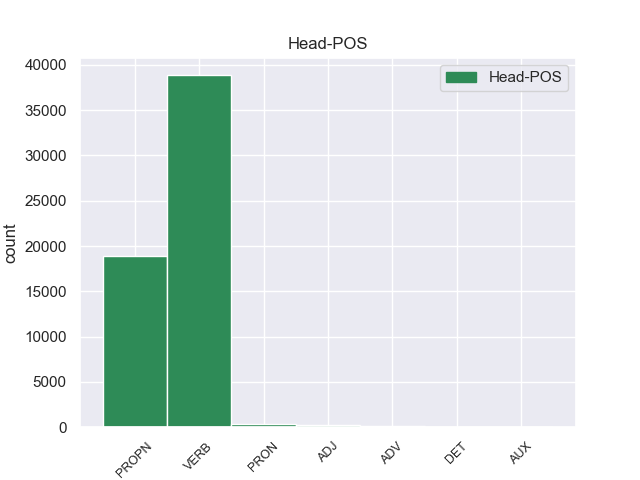 Head-POS
Head-POS
40000
35000
30000
25000
20000
15000
10000
5000
0
count
PROPN
VERB
PRON
ADJ
ADV
DET
AUX